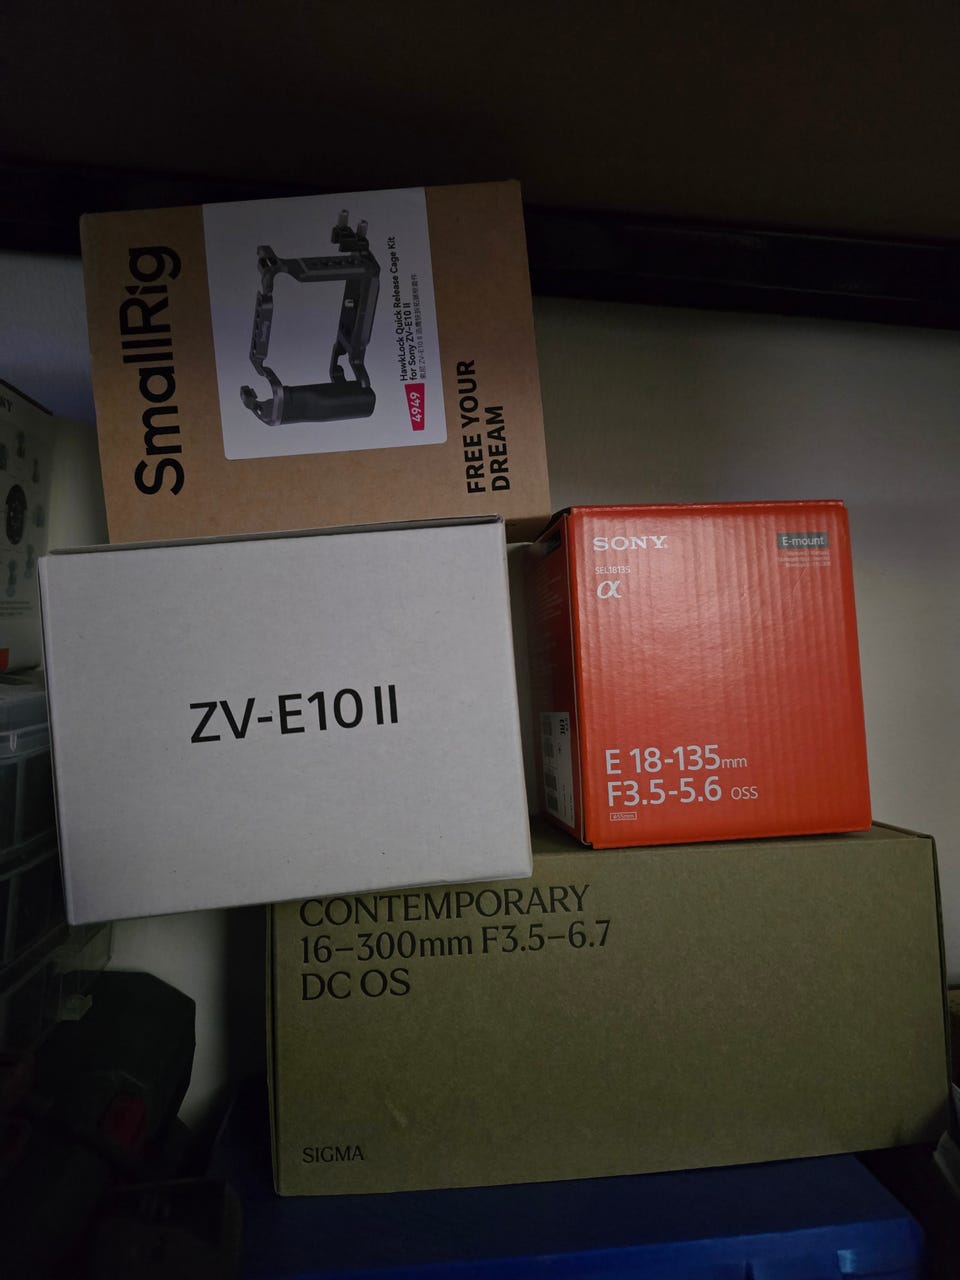 SmallRig
HawkLock Quick Release Cage Kit
for Sony ZV-E10 II
4949
FREE YOUR
DREAM
ZV-E10 II
SONY
E-mount
SEL18135
α
E 18-135mm
F3.5-5.6 OSS
ø55mm
CONTEMPORARY
16–300mm F3.5–6.7
DC OS
SIGMA